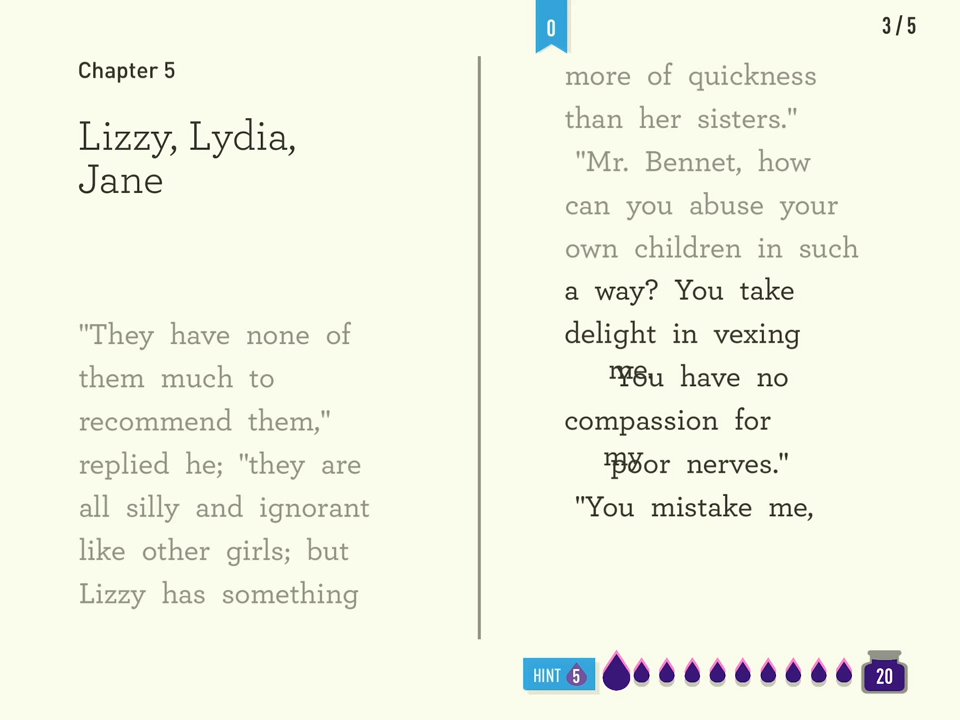 Chapter 5
Lizzy, Lydia,
Jane
"They have none of
them much to
recommend them,"
replied he; "they are
all silly and ignorant
like other girls; but
Lizzy has something
0
3 / 5
more of quickness
than her sisters."
"Mr. Bennet, how
can you abuse your
own children in such
a way? You take
delight in vexing
me.
You have no
compassion for
my
poor nerves."
"You mistake me,
HINT 5
20